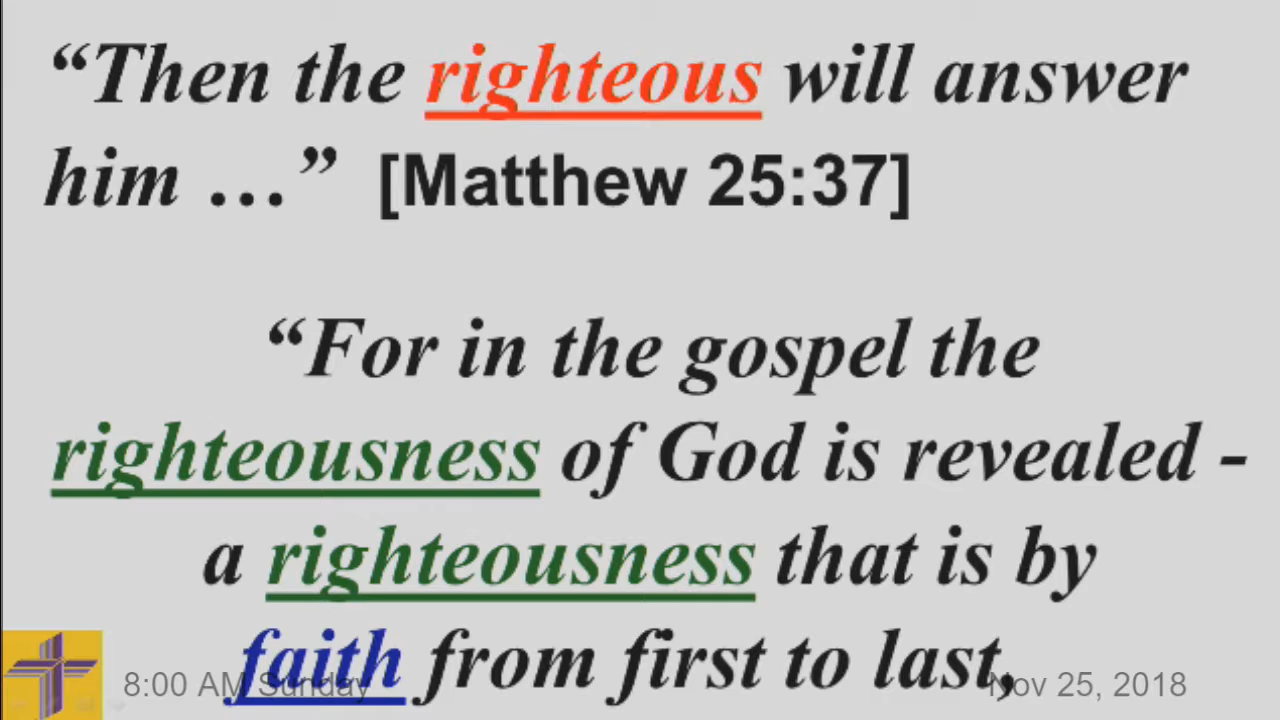 “Then the righteous will answer
him …” [Matthew 25:37]
“For in the gospel the
righteousness of God is revealed -
a righteousness that is by
faith from first to last,
8:00 AM Sunday
Nov 25, 2018